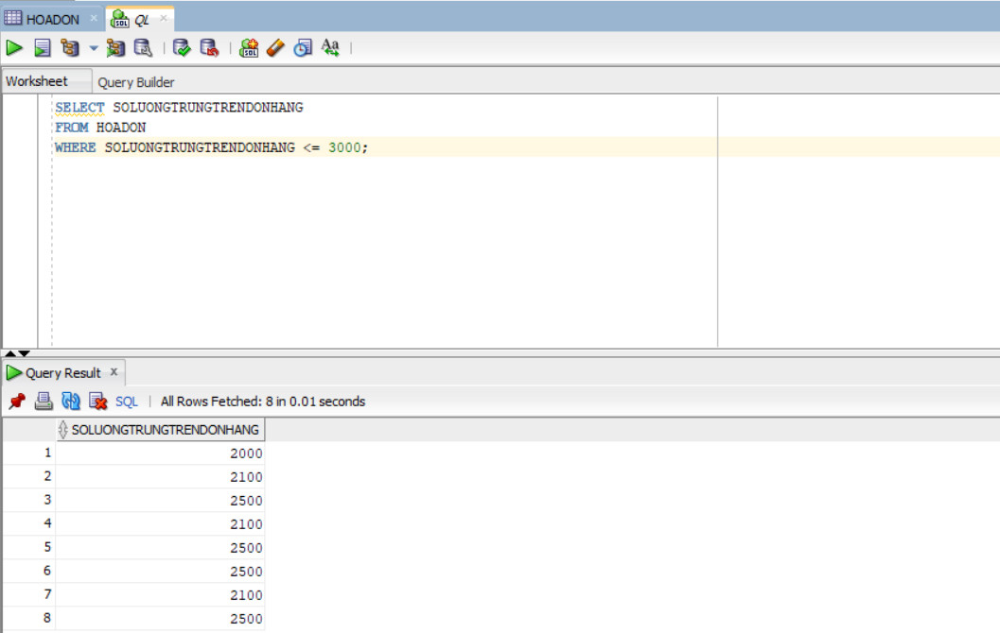 HOADON
QL
Worksheet
Query Builder
SELECT SOLUONGTRUNGTRENDONHANG
FROM HOADON
WHERE SOLUONGTRUNGTRENDONHANG <= 3000;
Query Result x
SQL | All Rows Fetched: 8 in 0.01 seconds
SOLUONGTRUNGTRENDONHANG
1 2000
2 2100
3 2500
4 2100
5 2500
6 2500
7 2100
8 2500